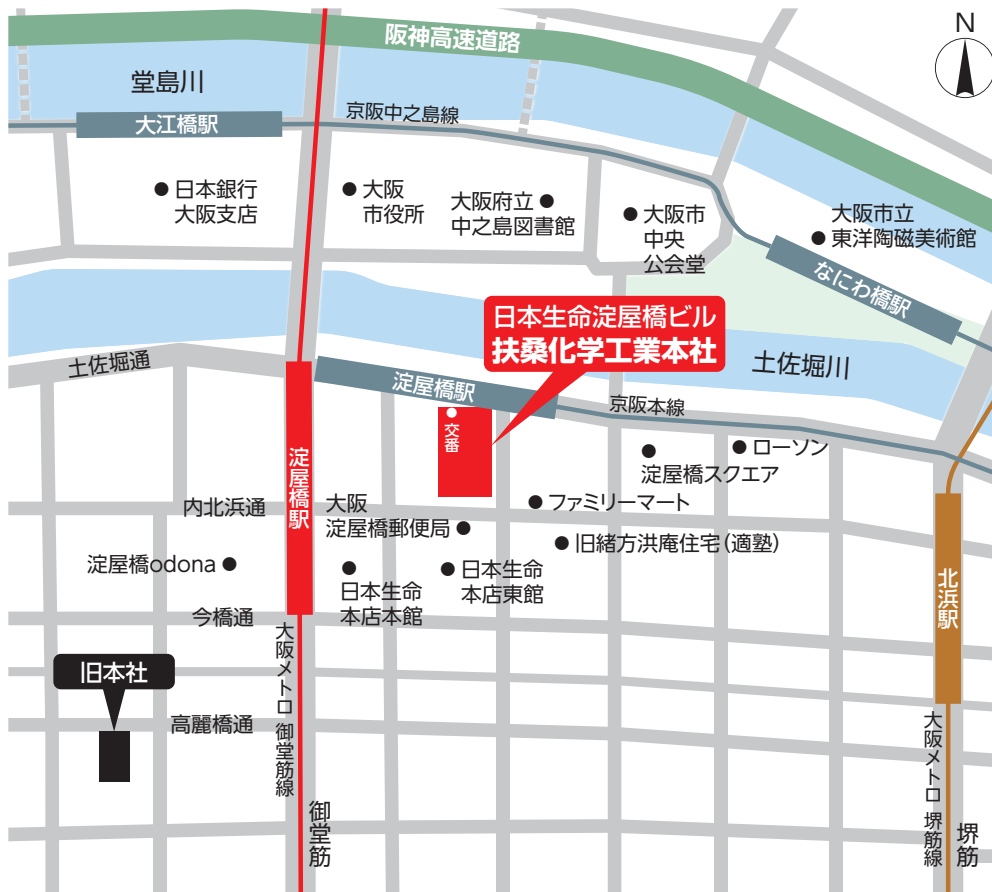 阪神高速道路
N
堂島川
大江橋駅
京阪中之島線
日本銀行
大阪支店
大阪
市役所
大阪府立
中之島図書館
大阪市
中央
公会堂
大阪市立
東洋陶磁美術館
なにわ橋駅
日本生命淀屋橋ビル
扶桑化学工業本社
土佐堀通
淀屋橋駅
土佐堀川
京阪本線
交番
淀屋橋駅
ローソン
淀屋橋スクエア
内北浜通
大阪
淀屋橋郵便局
ファミリーマート
旧緒方洪庵住宅(適塾)
淀屋橋odona
日本生命
本店本館
日本生命
本店東館
北浜駅
今橋通
旧本社
高麗橋通
大阪メトロ 御堂筋線
御堂筋
大阪メトロ 堺筋線
堺筋